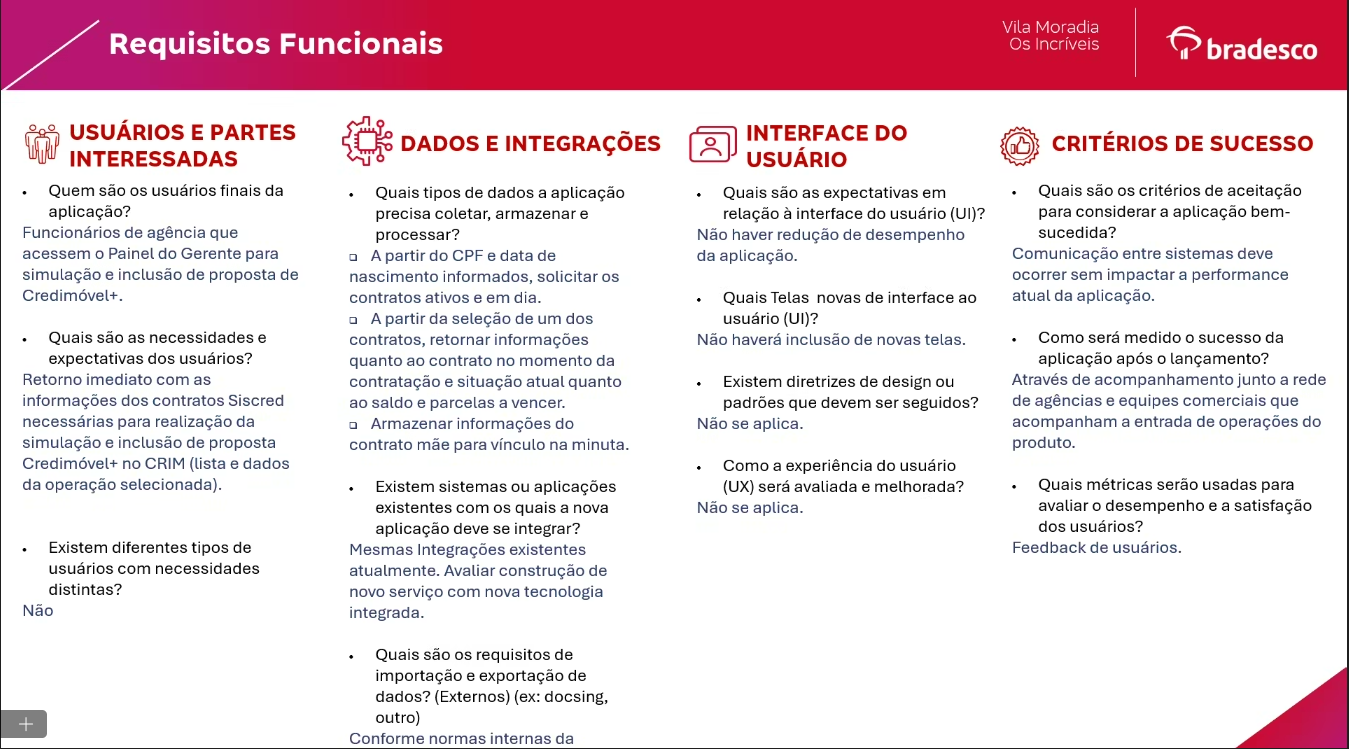 Requisitos Funcionais
Vila Moradia
Os Incríveis
bradesco
USUÁRIOS E PARTES
INTERESSADAS
• Quem são os usuários finais da
aplicação?
Funcionários de agência que
acessem o Painel do Gerente para
simulação e inclusão de proposta de
Credimóvel+.
• Quais são as necessidades e
expectativas dos usuários?
Retorno imediato com as
informações dos contratos Siscred
necessárias para realização da
simulação e inclusão de proposta
Credimóvel+ no CRIM (lista e dados
da operação selecionada).
• Existem diferentes tipos de
usuários com necessidades
distintas?
Não
DADOS E INTEGRAÇÕES
• Quais tipos de dados a aplicação
precisa coletar, armazenar e
processar?
❑ A partir do CPF e data de
nascimento informados, solicitar os
contratos ativos e em dia.
❑ A partir da seleção de um dos
contratos, retornar informações
quanto ao contrato no momento da
contratação e situação atual quanto
ao saldo e parcelas a vencer.
❑ Armazenar informações do
contrato mãe para vínculo na minuta.
• Existem sistemas ou aplicações
existentes com os quais a nova
aplicação deve se integrar?
Mesmas Integrações existentes
atualmente. Avaliar construção de
novo serviço com nova tecnologia
integrada.
• Quais são os requisitos de
importação e exportação de
dados? (Externos) (ex: docsing,
outro)
Conforme normas internas da
INTERFACE DO
USUÁRIO
• Quais são as expectativas em
relação à interface do usuário (UI)?
Não haver redução de desempenho
da aplicação.
• Quais Telas novas de interface ao
usuário (UI)?
Não haverá inclusão de novas telas.
• Existem diretrizes de design ou
padrões que devem ser seguidos?
Não se aplica.
• Como a experiência do usuário
(UX) será avaliada e melhorada?
Não se aplica.
CRITÉRIOS DE SUCESSO
• Quais são os critérios de aceitação
para considerar a aplicação bem-
sucedida?
Comunicação entre sistemas deve
ocorrer sem impactar a performance
atual da aplicação.
• Como será medido o sucesso da
aplicação após o lançamento?
Através de acompanhamento junto a rede
de agências e equipes comerciais que
acompanham a entrada de operações do
produto.
• Quais métricas serão usadas para
avaliar o desempenho e a satisfação
dos usuários?
Feedback de usuários.